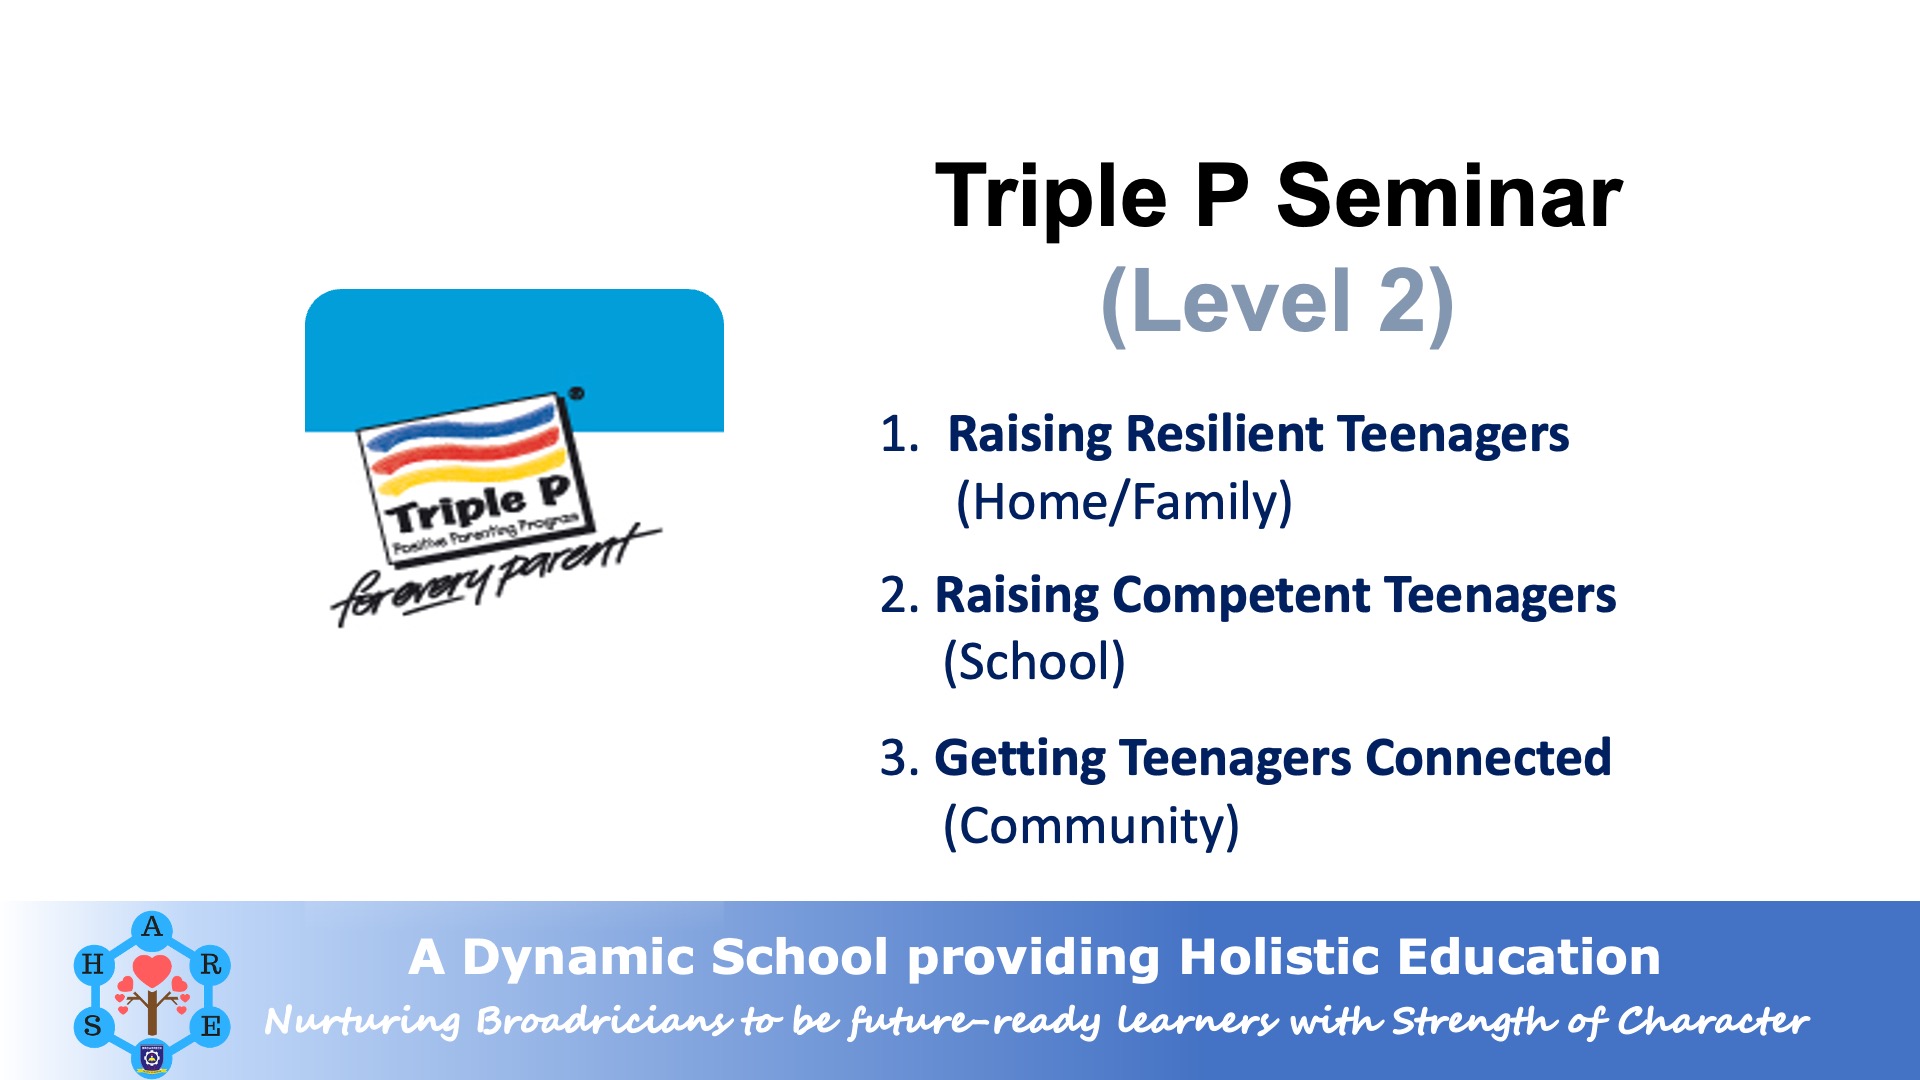 Triple P Seminar
(Level 2)
®
Triple P
Positive Parenting Program
for every parent
1. Raising Resilient Teenagers
(Home/Family)
2. Raising Competent Teenagers
(School)
3. Getting Teenagers Connected
(Community)
A
H R
S E
A Dynamic School providing Holistic Education
Nurturing Broadricians to be future-ready learners with Strength of Character